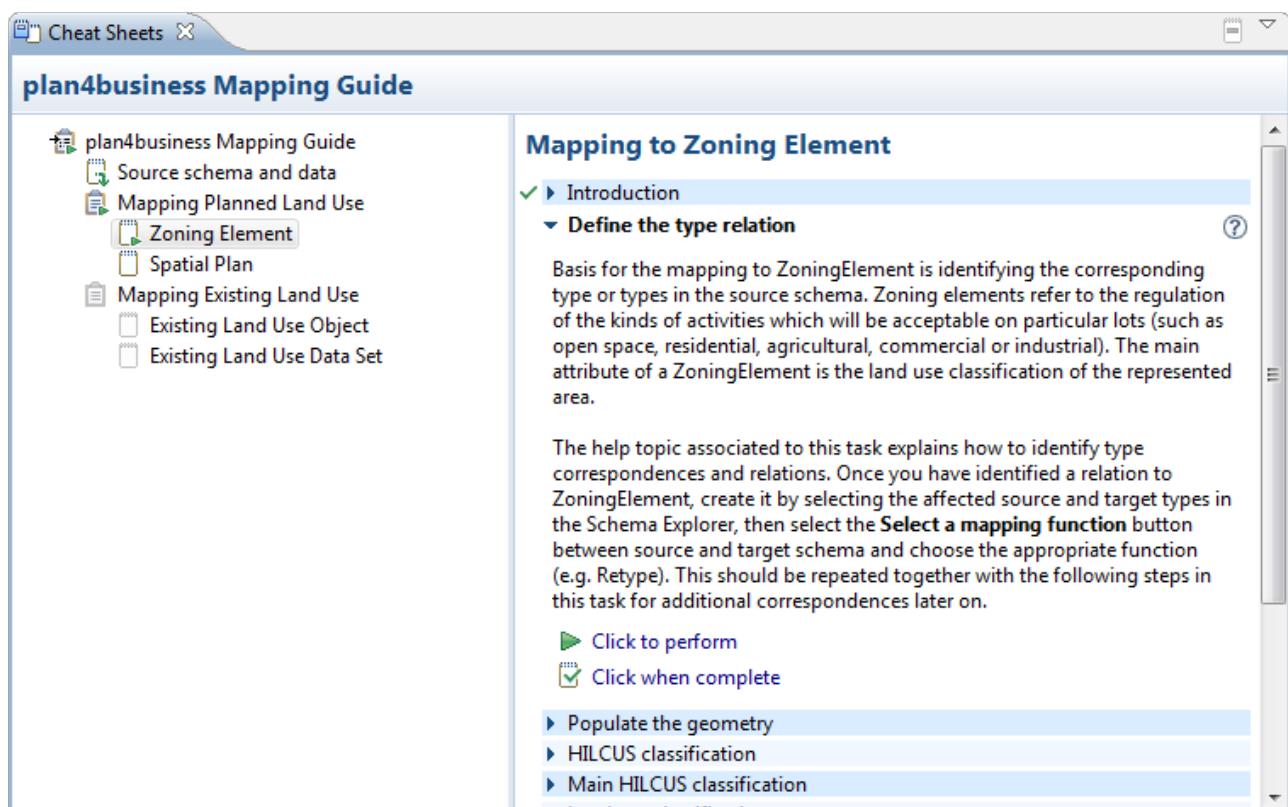 Cheat Sheets
plan4business Mapping Guide
plan4business Mapping Guide
Source schema and data
Mapping Planned Land Use
Zoning Element
Spatial Plan
Mapping Existing Land Use
Existing Land Use Object
Existing Land Use Data Set
Mapping to Zoning Element
Introduction
Define the type relation
Basis for the mapping to ZoningElement is identifying the corresponding
type or types in the source schema. Zoning elements refer to the regulation
of the kinds of activities which will be acceptable on particular lots (such as
open space, residential, agricultural, commercial or industrial). The main
attribute of a ZoningElement is the land use classification of the represented
area.
The help topic associated to this task explains how to identify type
correspondences and relations. Once you have identified a relation to
ZoningElement, create it by selecting the affected source and target types in
the Schema Explorer, then select the Select a mapping function button
between source and target schema and choose the appropriate function
(e.g. Retype). This should be repeated together with the following steps in
this task for additional correspondences later on.
Click to perform
Click when complete
Populate the geometry
HILCUS classification
Main HILCUS classification